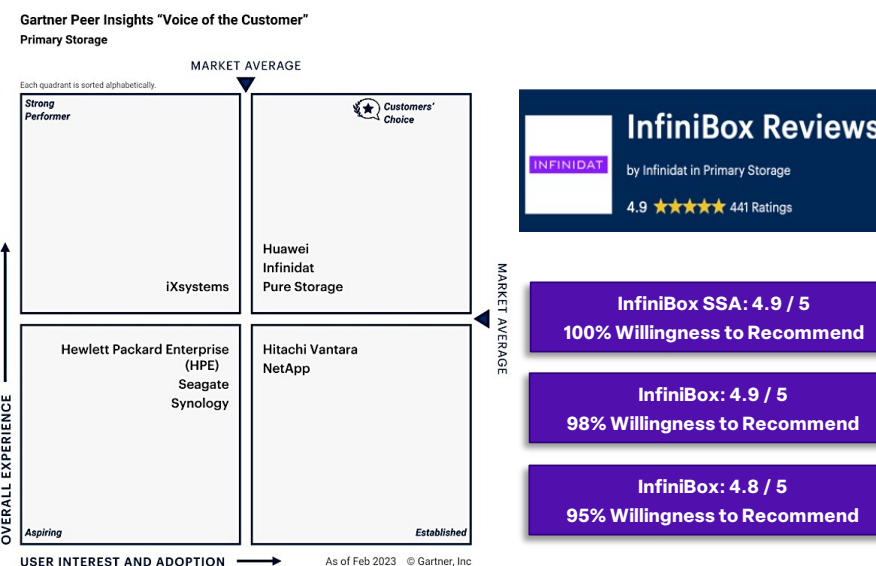 Gartner Peer Insights “Voice of the Customer”
Primary Storage
MARKET AVERAGE
Each quadrant is sorted alphabetically.
Strong
Performer
Customers’
Choice
Huawei
Infinidat
Pure Storage
iXsystems
MARKET AVERAGE
Hewlett Packard Enterprise
(HPE)
Seagate
Synology
Hitachi Vantara
NetApp
Aspiring
Established
OVERALL EXPERIENCE
USER INTEREST AND ADOPTION
As of Feb 2023 © Gartner, Inc
InfiniBox Reviews
INFINIDAT
by Infinidat in Primary Storage
4.9 ★★★★★ 441 Ratings
InfiniBox SSA: 4.9 / 5
100% Willingness to Recommend
InfiniBox: 4.9 / 5
98% Willingness to Recommend
InfiniBox: 4.8 / 5
95% Willingness to Recommend